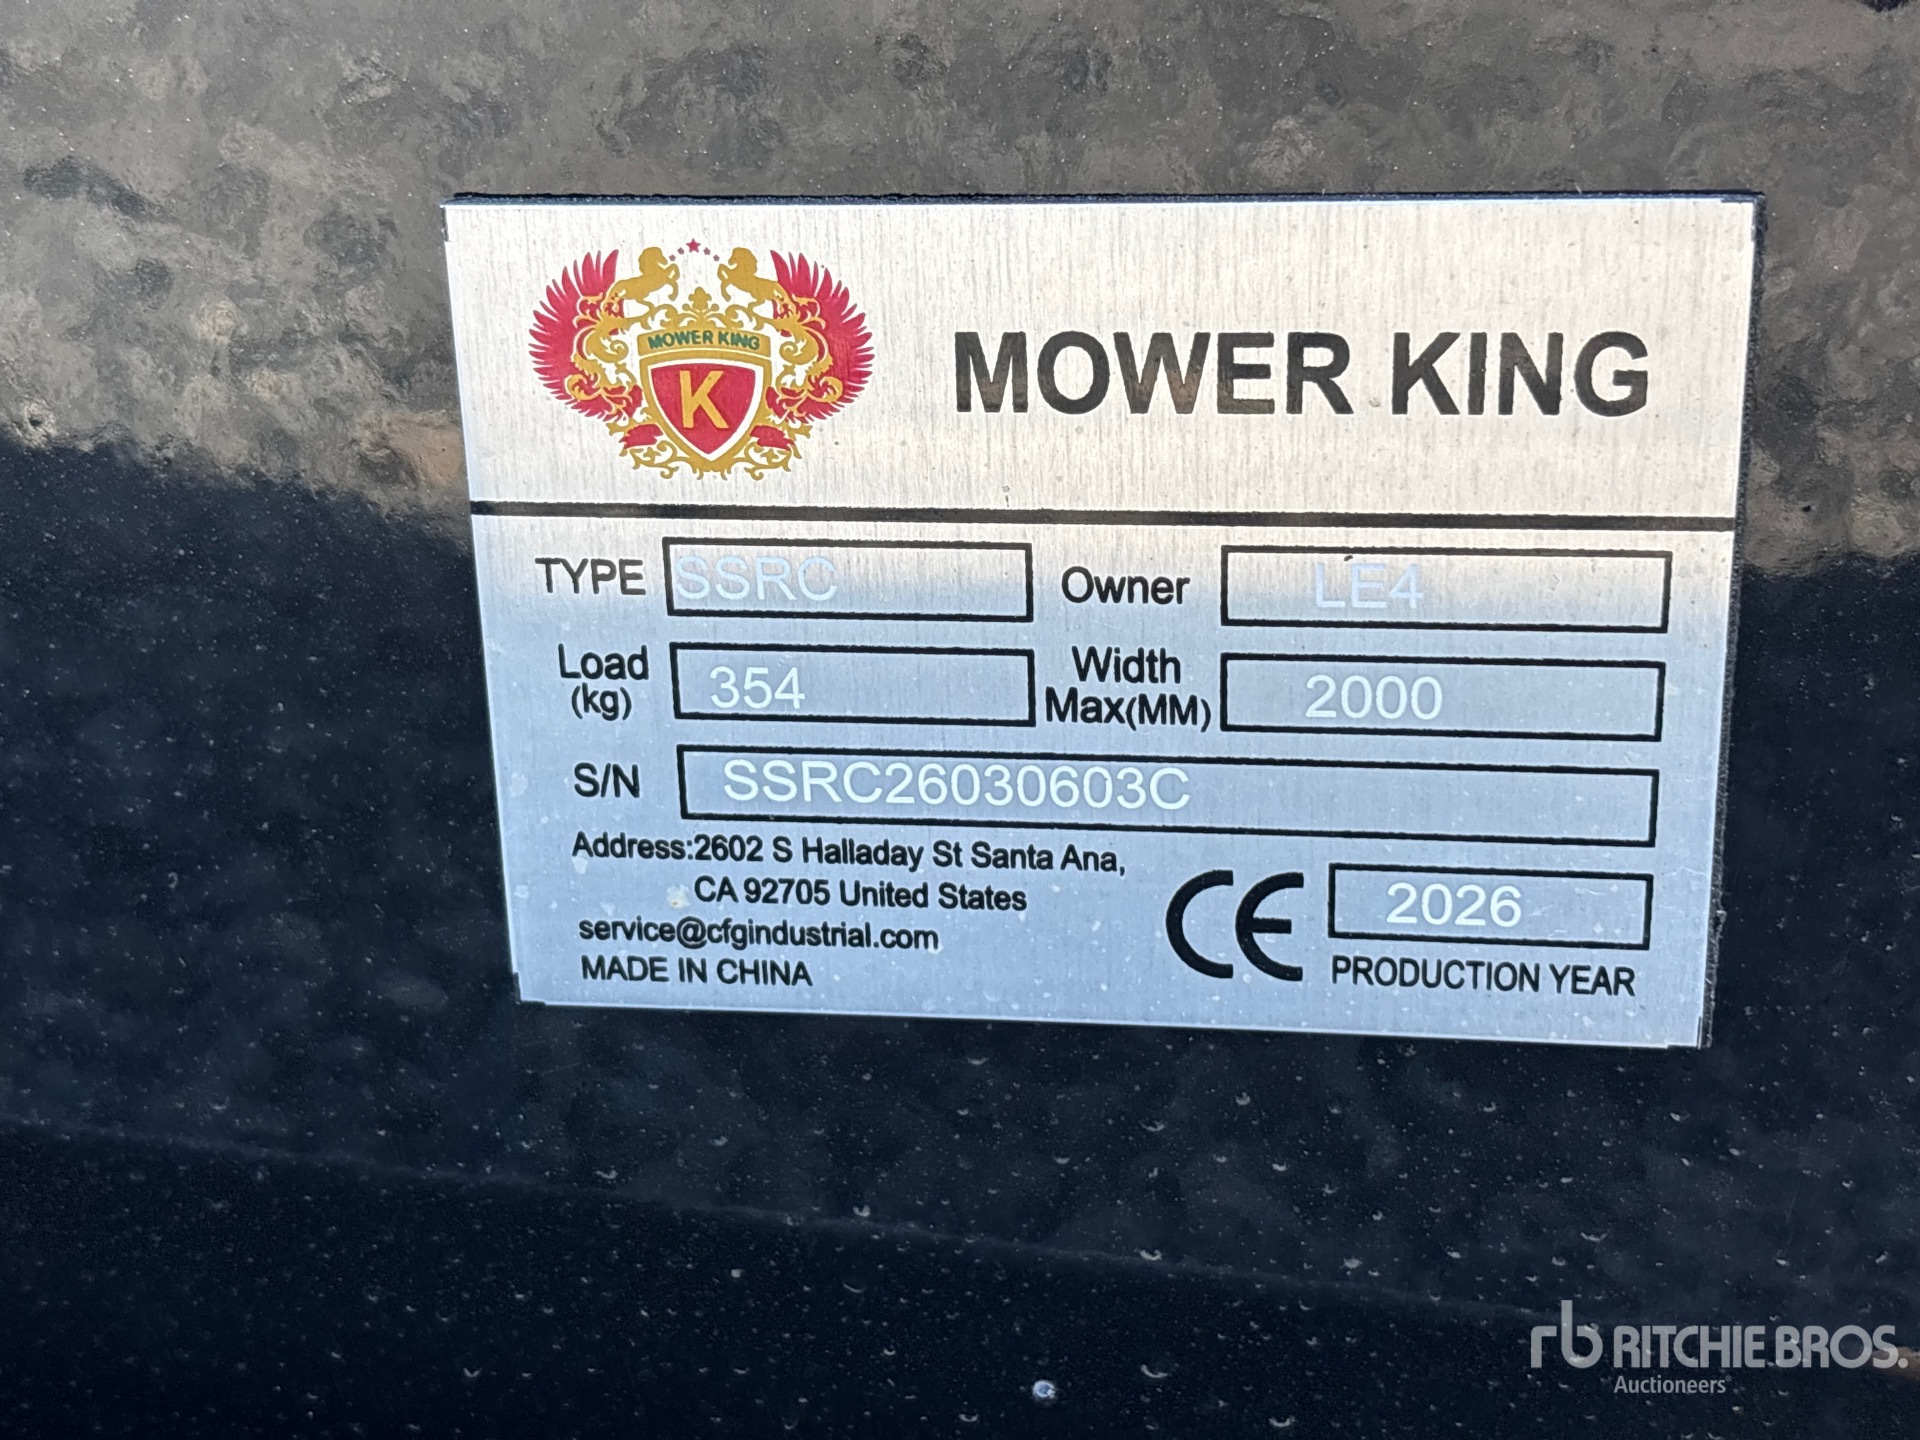 MOWER KING
K
MOWER KING
TYPE SSRC Owner LE4
Load (kg) 354 Width Max(MM) 2000
S/N SSRC26030603C
Address:2602 S Halladay St Santa Ana,
CA 92705 United States
service@cfgindustrial.com
MADE IN CHINA
CE 2026
PRODUCTION YEAR
rb RITCHIE BROS.
Auctioneers